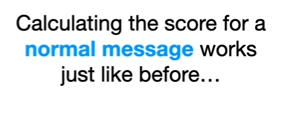 Calculating the score for a
normal message works
just like before...